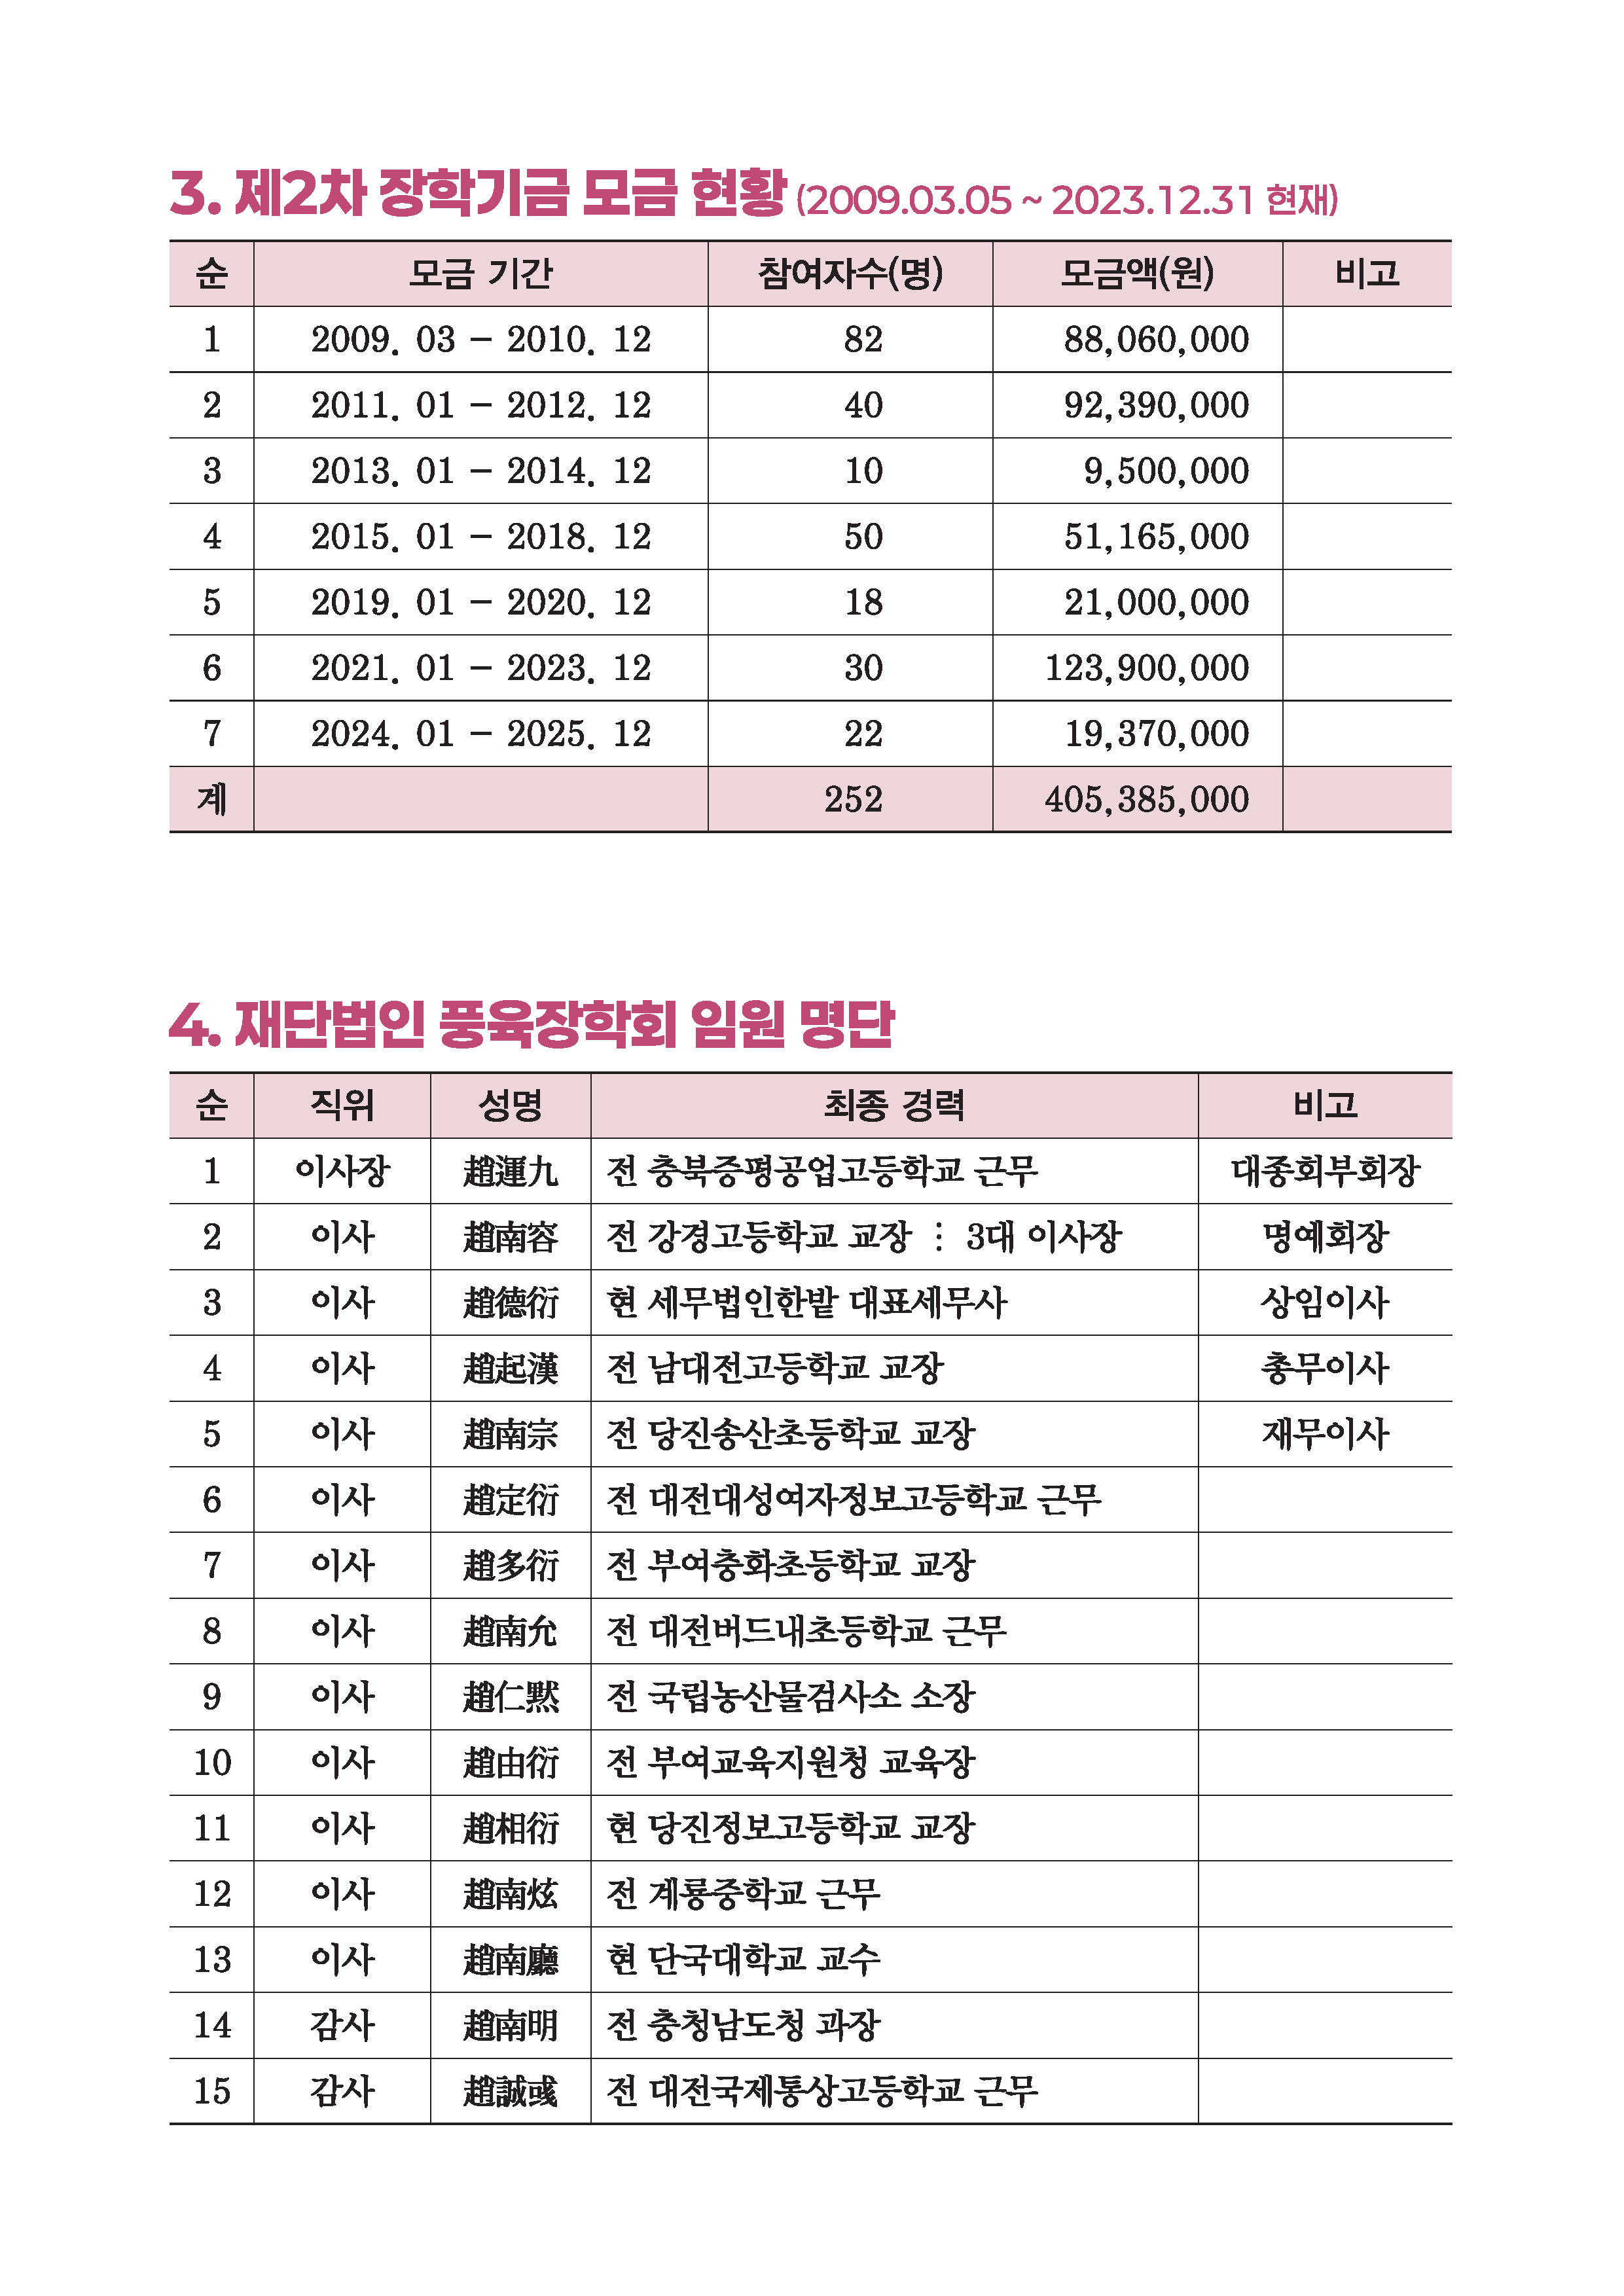 3. 제2차 장학기금 모금 현황 (2009.03.05 ~ 2023.12.31 현재)
순 모금 기간 참여자수(명) 모금액(원) 비고
1 2009. 03 - 2010. 12 82 88,060,000
2 2011. 01 - 2012. 12 40 92,390,000
3 2013. 01 - 2014. 12 10 9,500,000
4 2015. 01 - 2018. 12 50 51,165,000
5 2019. 01 - 2020. 12 18 21,000,000
6 2021. 01 - 2023. 12 30 123,900,000
7 2024. 01 - 2025. 12 22 19,370,000
계 252 405,385,000
4. 재단법인 풍육장학회 임원 명단
순 직위 성명 최종 경력 비고
1 이사장 趙運九 전 충북증평공업고등학교 근무 대종회부회장
2 이사 趙南容 전 강경고등학교 교장 ⋮ 3대 이사장 명예회장
3 이사 趙德衍 현 세무법인한밭 대표세무사 상임이사
4 이사 趙起漢 전 남대전고등학교 교장 총무이사
5 이사 趙南宗 전 당진송산초등학교 교장 재무이사
6 이사 趙定衍 전 대전대성여자정보고등학교 근무
7 이사 趙多衍 전 부여충화초등학교 교장
8 이사 趙南允 전 대전버드내초등학교 근무
9 이사 趙仁默 전 국립농산물검사소 소장
10 이사 趙由衍 전 부여교육지원청 교육장
11 이사 趙相衍 현 당진정보고등학교 교장
12 이사 趙南炫 전 계룡중학교 근무
13 이사 趙南廳 현 단국대학교 교수
14 감사 趙南明 전 충청남도청 과장
15 감사 趙誠彧 전 대전국제통상고등학교 근무